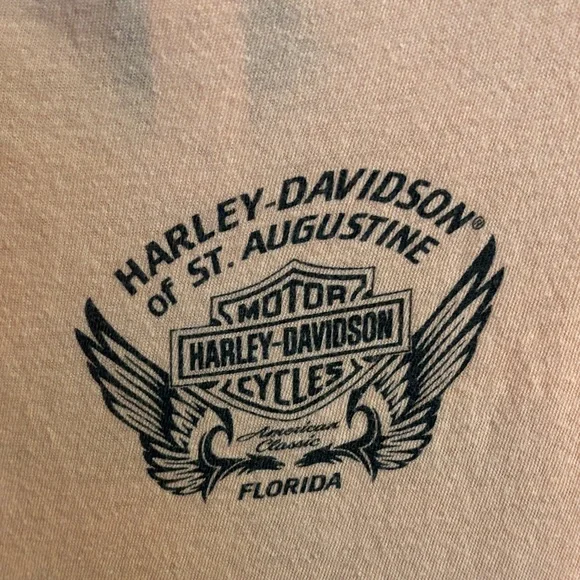 HARLEY-DAVIDSON®
of ST. AUGUSTINE
MOTOR
HARLEY-DAVIDSON
CYCLES
American
Classic
FLORIDA